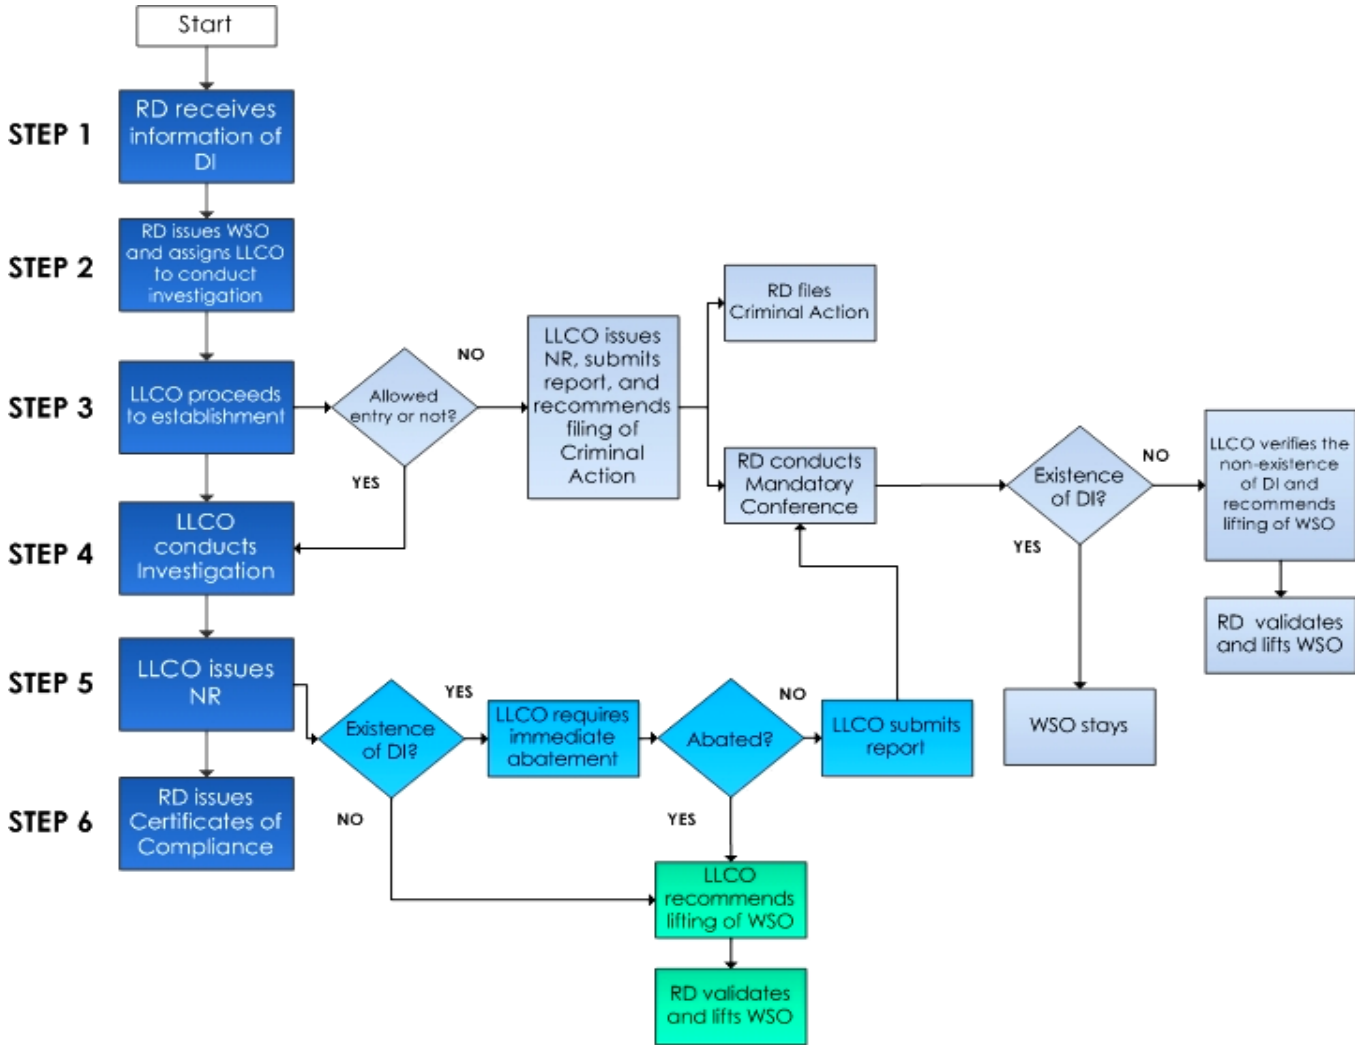 Start
STEP 1
RD receives
information of
DI
STEP 2
RD issues WSO
and assigns LLCO
to conduct
investigation
RD files
Criminal Action
STEP 3
LLCO proceeds
to establishment
Allowed
entry or not?
NO
YES
LLCO issues
NR, submits
report, and
recommends
filing of
Criminal
Action
RD conducts
Mandatory
Conference
Existence
of DI?
NO
YES
LLCO verifies the
non-existence
of DI and
recommends
lifting of WSO
RD validates
and lifts WSO
WSO stays
STEP 4
LLCO
conducts
Investigation
STEP 5
LLCO issues
NR
Existence
of DI?
YES
NO
LLCO requires
immediate
abatement
Abated?
NO
YES
LLCO submits
report
STEP 6
RD issues
Certificates of
Compliance
LLCO
recommends
lifting of WSO
RD validates
and lifts WSO